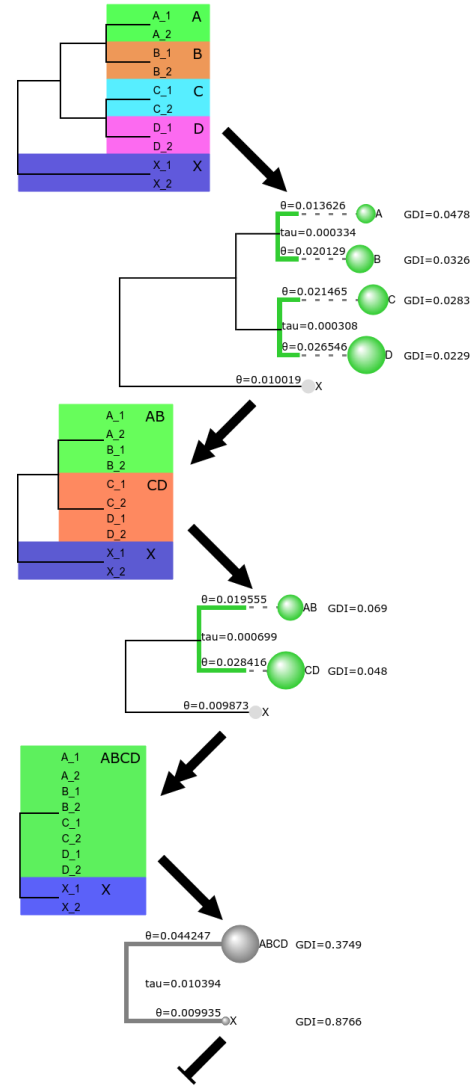 A_1 A
A_2
B_1 B
B_2
C_1 C
C_2
D_1 D
D_2
X_1 X
X_2
θ=0.013626 A GDI=0.0478
tau=0.000334
θ=0.020129 B GDI=0.0326
θ=0.021465 C GDI=0.0283
tau=0.000308
θ=0.026546 D GDI=0.0229
θ=0.010019 X
A_1 AB
A_2
B_1
B_2
C_1 CD
C_2
D_1
D_2
X_1 X
X_2
θ=0.019555 AB GDI=0.069
tau=0.000699
θ=0.028416 CD GDI=0.048
θ=0.009873 X
A_1 ABCD
A_2
B_1
B_2
C_1
C_2
D_1
D_2
X_1 X
X_2
θ=0.044247 ABCD GDI=0.3749
tau=0.010394
θ=0.009935 X GDI=0.8766